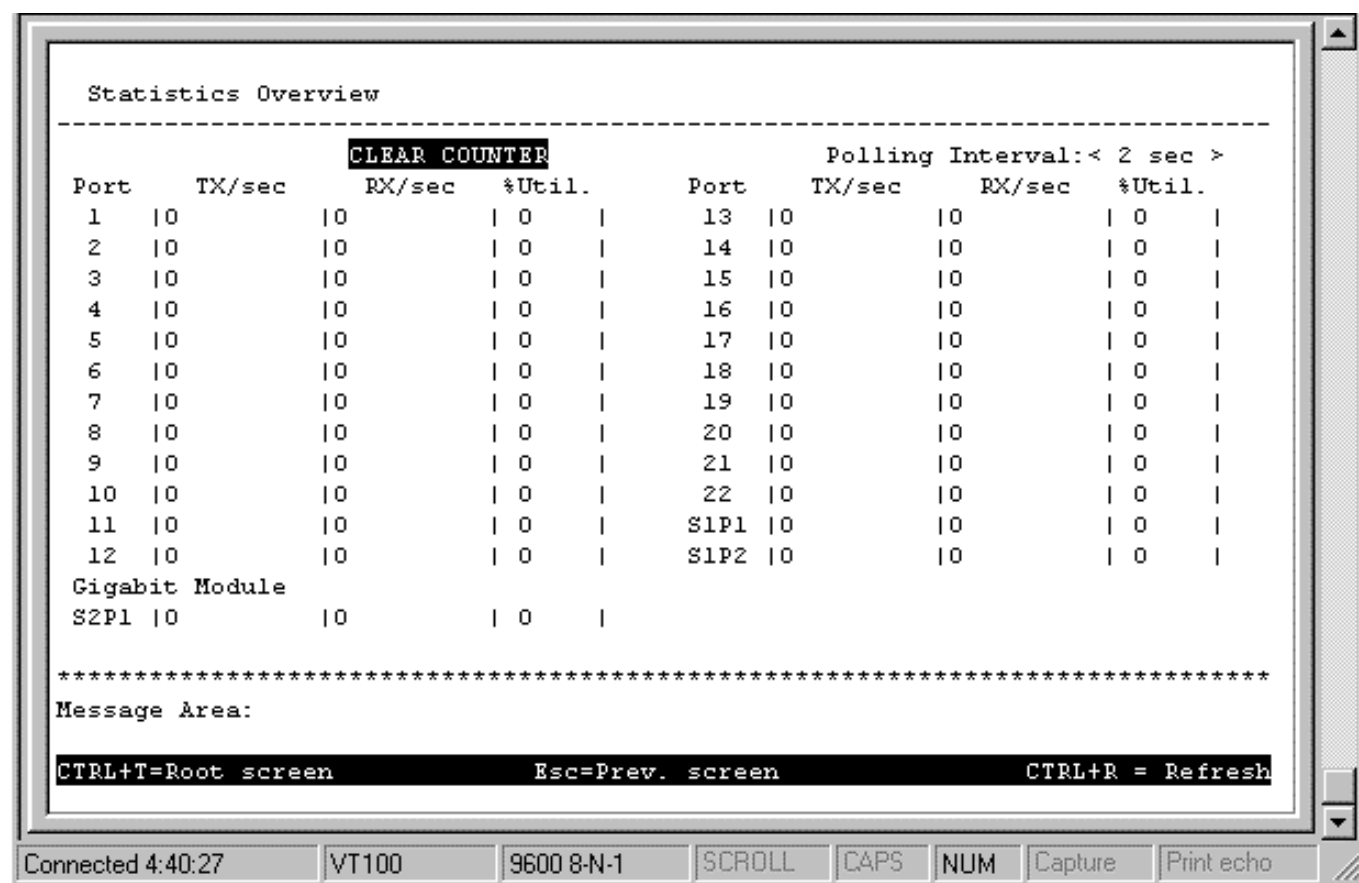 Statistics Overview
--------------------------------------------------------------------------------
CLEAR COUNTER Polling Interval:< 2 sec >
Port TX/sec RX/sec %Util. Port TX/sec RX/sec %Util.
1 |0 |0 | 0 | 13 |0 |0 | 0 |
2 |0 |0 | 0 | 14 |0 |0 | 0 |
3 |0 |0 | 0 | 15 |0 |0 | 0 |
4 |0 |0 | 0 | 16 |0 |0 | 0 |
5 |0 |0 | 0 | 17 |0 |0 | 0 |
6 |0 |0 | 0 | 18 |0 |0 | 0 |
7 |0 |0 | 0 | 19 |0 |0 | 0 |
8 |0 |0 | 0 | 20 |0 |0 | 0 |
9 |0 |0 | 0 | 21 |0 |0 | 0 |
10 |0 |0 | 0 | 22 |0 |0 | 0 |
11 |0 |0 | 0 | S1P1 |0 |0 | 0 |
12 |0 |0 | 0 | S1P2 |0 |0 | 0 |
Gigabit Module
S2P1 |0 |0 | 0 |
*******************************************************************************
Message Area:
CTRL+T=Root screen Esc=Prev. screen CTRL+R = Refresh
Connected 4:40:27 VT100 9600 8-N-1 SCROLL CAPS NUM Capture Print echo